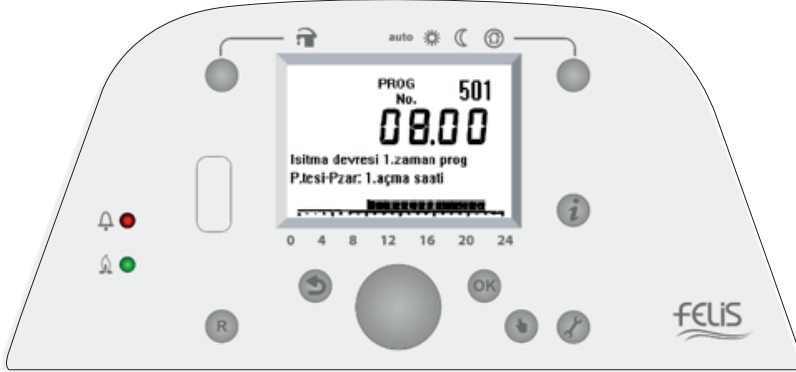 auto
PROG
No.
501
08.00
Isitma devresi 1.zaman prog
P.tesi-Pzar: 1.açma saati
0 4 8 12 16 20 24
i
OK
R
FELiS